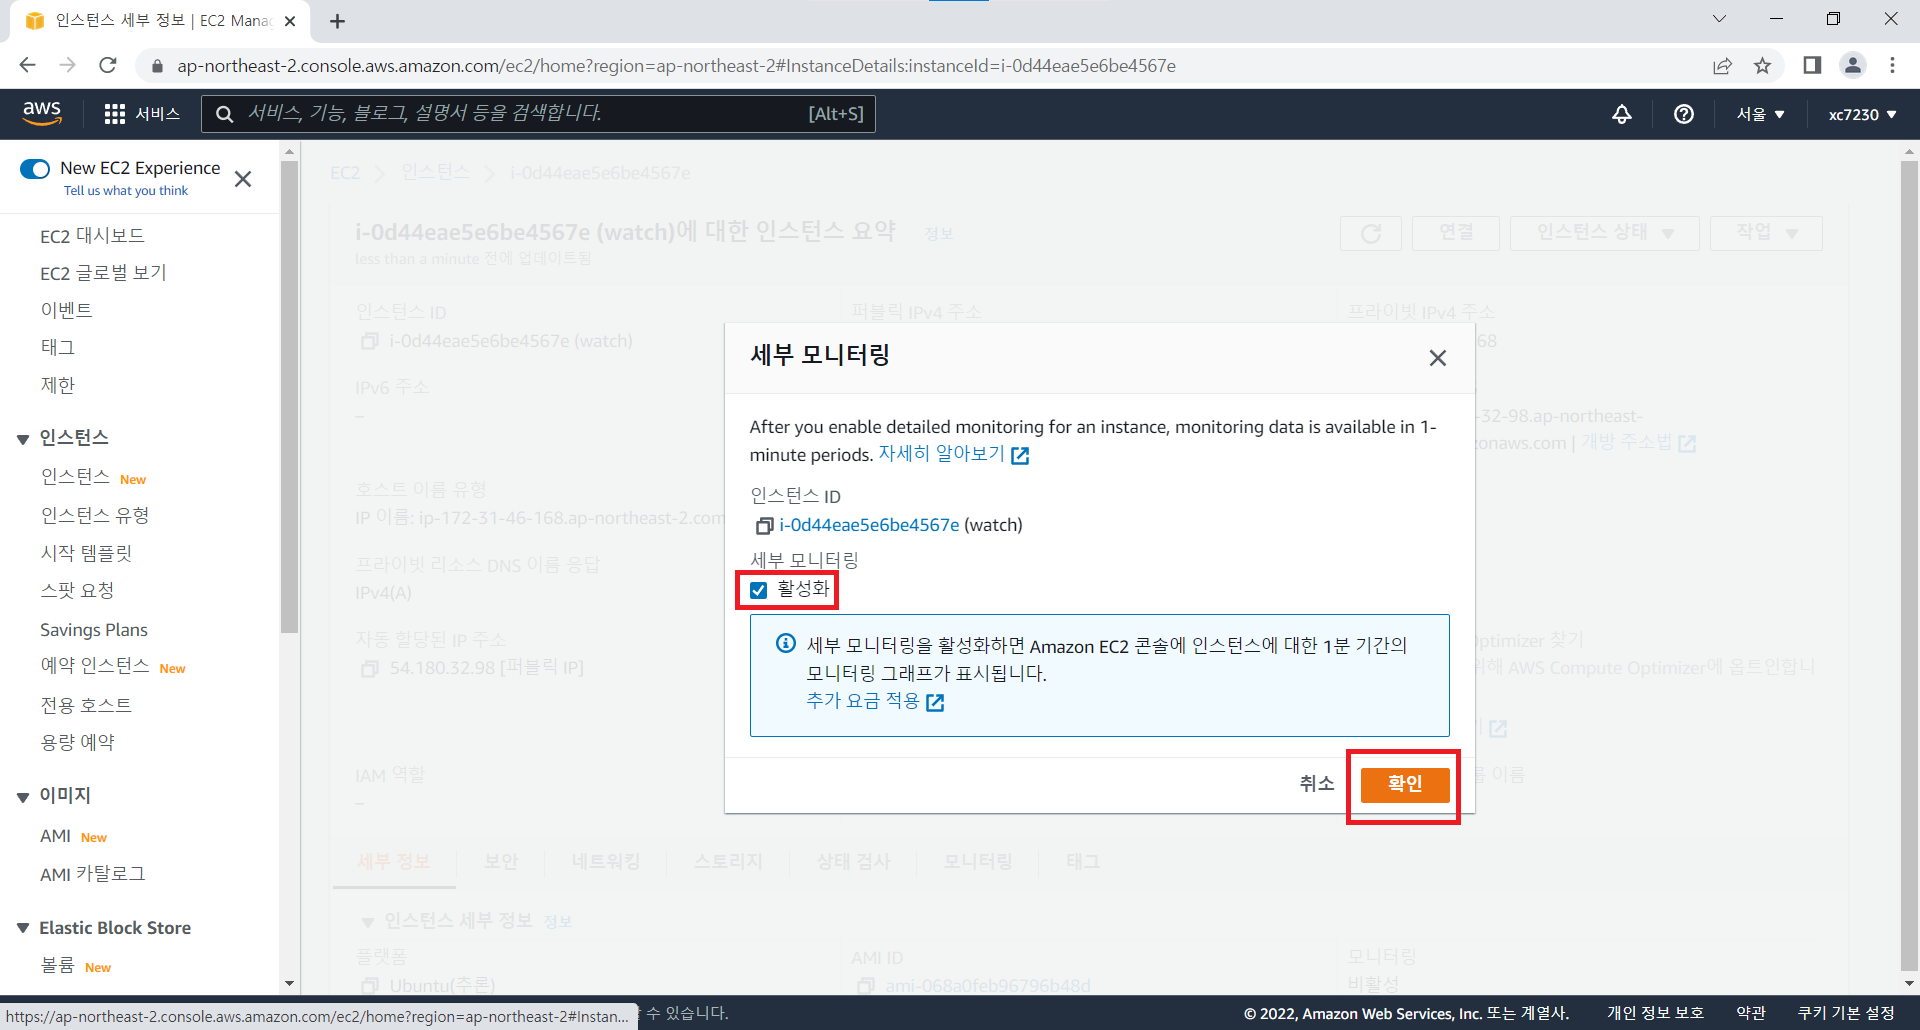 인스턴스 세부 정보 | EC2 Mana
ap-northeast-2.console.aws.amazon.com/ec2/home?region=ap-northeast-2#InstanceDetails:instanceId=i-0d44eae5e6be4567e
aws
서비스
서비스, 기능, 블로그, 설명서 등을 검색합니다.
[Alt+S]
서울 ▼
xc7230 ▼
New EC2 Experience
Tell us what you think
EC2 대시보드
EC2 글로벌 보기
이벤트
태그
제한
인스턴스
인스턴스 New
인스턴스 유형
시작 템플릿
스팟 요청
Savings Plans
예약 인스턴스 New
전용 호스트
용량 예약
이미지
AMI New
AMI 카탈로그
Elastic Block Store
볼륨 New
EC2 > 인스턴스 > i-0d44eae5e6be4567e
i-0d44eae5e6be4567e (watch)에 대한 인스턴스 요약 정보
less than a minute 전에 업데이트됨
연결
인스턴스 상태 ▼
작업 ▼
인스턴스 ID
i-0d44eae5e6be4567e (watch)
퍼블릭 IPv4 주소
프라이빗 IPv4 주소
68
IPv6 주소
–
-32-98.ap-northeast-
zonaws.com | 개방 주소법
호스트 이름 유형
IP 이름: ip-172-31-46-168.ap-northeast-2.com
프라이빗 리소스 DNS 이름 응답
IPv4(A)
자동 할당된 IP 주소
54.180.32.98 [퍼블릭 IP]
Optimizer 찾기
위해 AWS Compute Optimizer에 옵트인합니
IAM 역할
–
룹 이름
세부 모니터링
After you enable detailed monitoring for an instance, monitoring data is available in 1-
minute periods. 자세히 알아보기
인스턴스 ID
i-0d44eae5e6be4567e (watch)
세부 모니터링
활성화
세부 모니터링을 활성화하면 Amazon EC2 콘솔에 인스턴스에 대한 1분 기간의
모니터링 그래프가 표시됩니다.
추가 요금 적용
취소
확인
세부 정보
보안
네트워킹
스토리지
상태 검사
모니터링
태그
▼ 인스턴스 세부 정보 정보
플랫폼
Ubuntu(추론)
AMI ID
ami-068a0feb96796b48d
모니터링
비활성
https://ap-northeast-2.console.aws.amazon.com/ec2/home?region=ap-northeast-2#Instan...
수 있습니다.
© 2022, Amazon Web Services, Inc. 또는 계열사.
개인 정보 보호
약관
쿠키 기본 설정